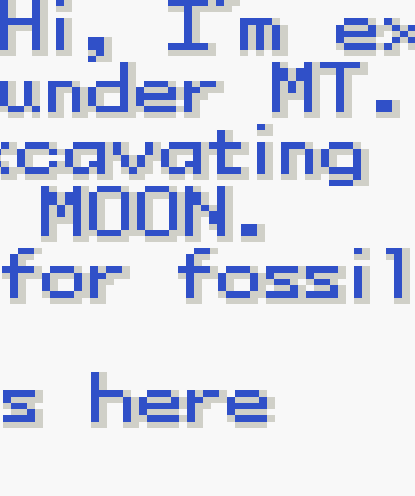 Hi, I'm ex
under MT.
cavating
MOON.
for fossil
s here